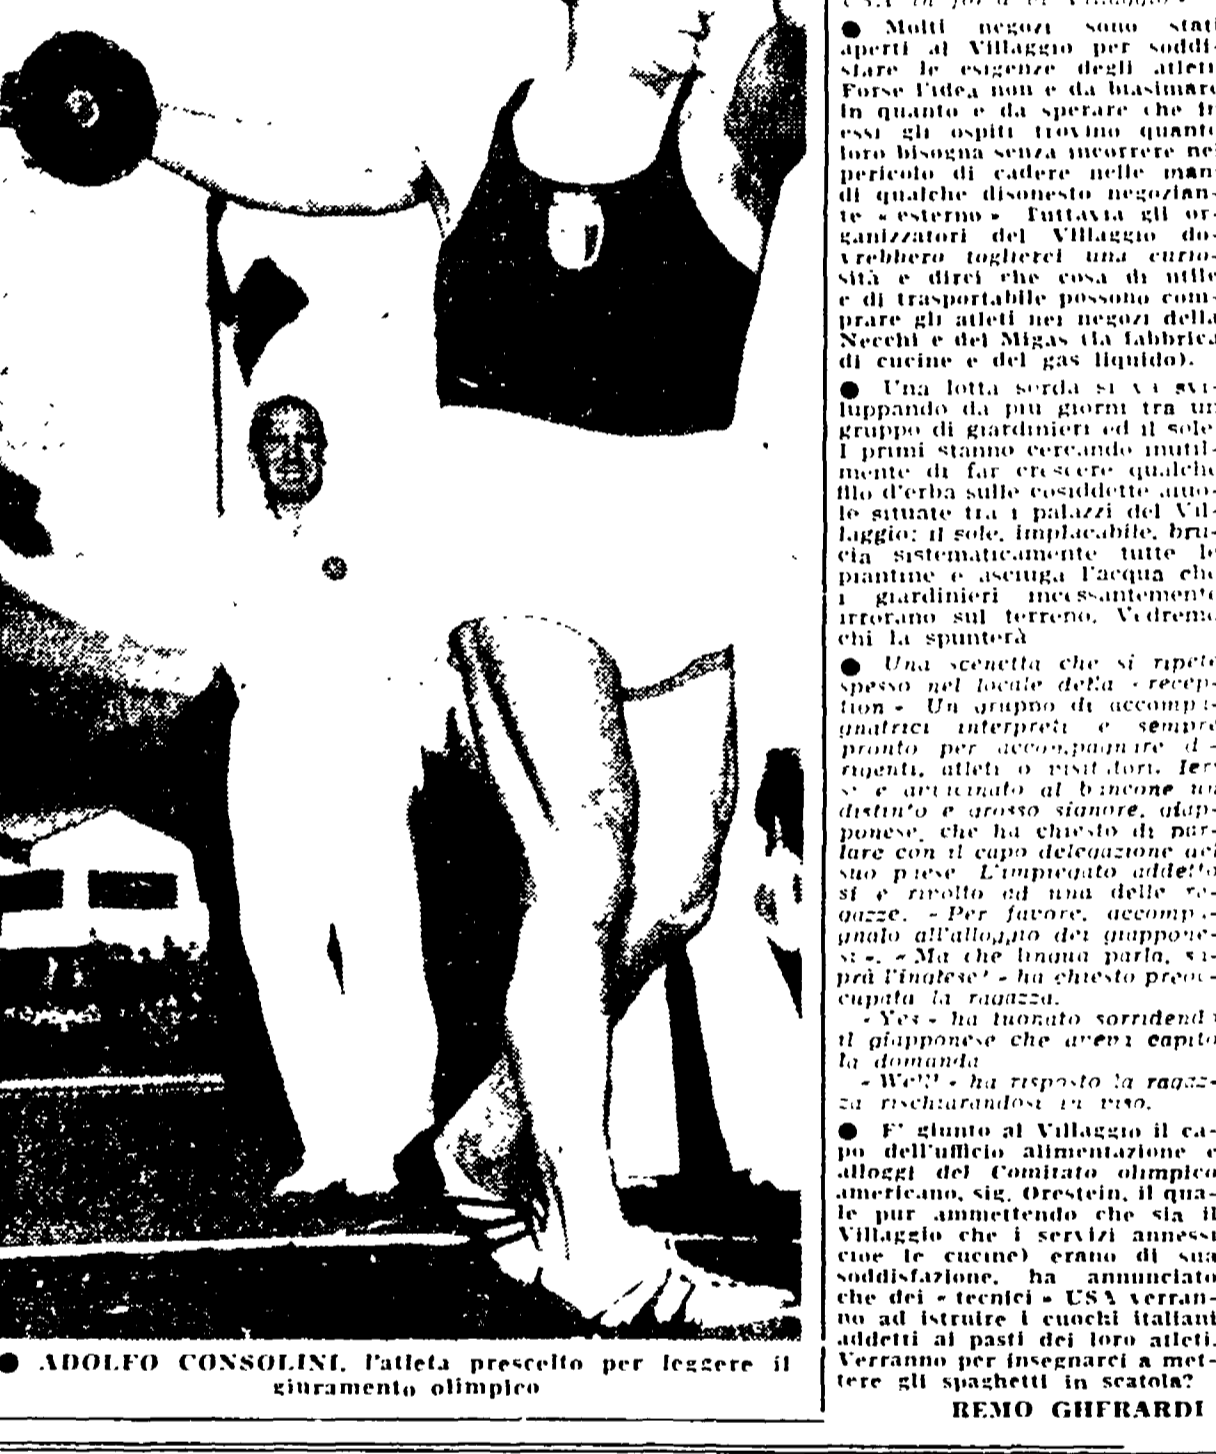 ● ADOLFO CONSOLINI, l'atleta prescelto per leggere il
giuramento olimpico
● Molti negozi sono stati
aperti al Villaggio per soddi-
sfare le esigenze degli atleti
Forse l'idea non e da biasimare
in quanto e da sperare che in
essi gli ospiti trovino quanto
loro bisogna senza incorrere nel
pericolo di cadere nelle mani
di qualche disonesto negozian-
te « esterno » Tuttavia gli or-
ganizzatori del Villaggio do-
vrebbero toglierci una curio-
sità e dirci che cosa di utile
e di trasportabile possono com-
prare gli atleti nei negozi della
Necchi e del Migas (la fabbrica
di cucine e del gas liquido).
● Una lotta sorda si va svi-
luppando da più giorni tra un
gruppo di giardinieri ed il sole
I primi stanno cercando inutil-
mente di far crescere qualche
filo d'erba sulle cosiddette aiuo-
le situate tra i palazzi del Vil-
laggio; il sole, implacabile, bru-
cia sistematicamente tutte le
piantine e asciuga l'acqua che
i giardinieri incessantemente
irrorano sul terreno. Vedremo
chi la spunterà
● Una scenetta che si ripete
spesso nel locale della « recep-
tion » Un gruppo di accompa-
gnatrici interpreti e sempre
pronto per accompagnare di-
rigenti, atleti o visitatori. Ieri
si e avvicinato al bancone un
distinto e grosso signore, giap-
ponese, che ha chiesto di par-
lare con il capo delegazione del
suo paese L'impiegato addetto
si e rivolto ad una delle ra-
gazze. « Per favore, accompa-
gnalo all'alloggio dei giappone-
si ». « Ma che lingua parla, sa-
prà l'inglese? » ha chiesto preoc-
cupata la ragazza.
« Yes » ha tuonato sorridendo
il giapponese che aveva capito
la domanda
« Well! » ha risposto la ragaz-
za rischiarandosi in viso.
● E' giunto al Villaggio il ca-
po dell'ufficio alimentazione e
alloggi del Comitato olimpico
americano, sig. Orestein, il qua-
le pur ammettendo che sia il
Villaggio che i servizi annessi
(cioe le cucine) erano di sua
soddisfazione, ha annunciato
che dei « tecnici » USA verran-
no ad istruire i cuochi italiani
addetti ai pasti dei loro atleti.
Verranno per insegnarci a met-
tere gli spaghetti in scatola?
REMO GHERARDI